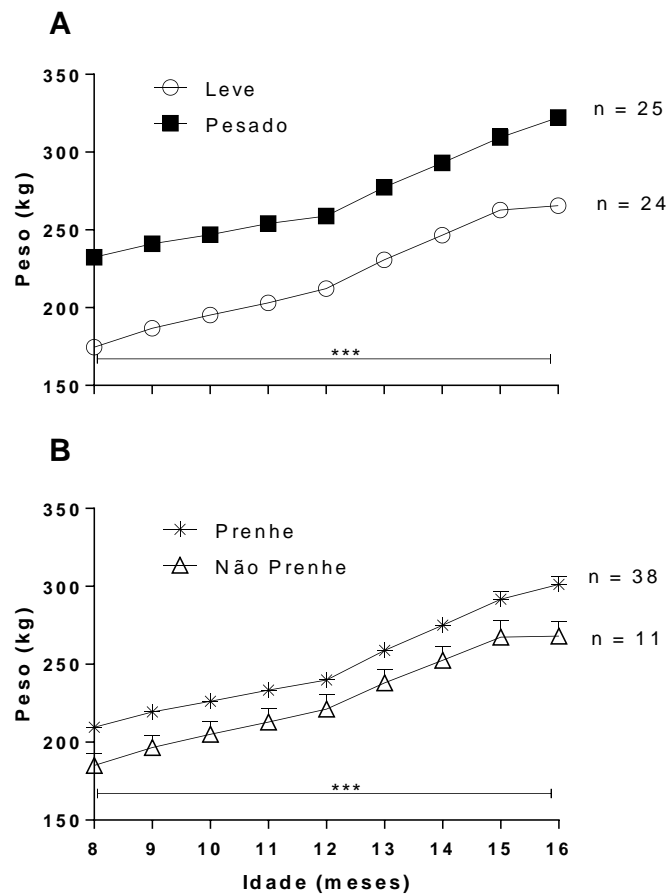 A
350
300
250
200
150
Peso (kg)
Leve
Pesado
n = 25
n = 24
***
B
350
300
250
200
150
Peso (kg)
Prenhe
Não Prenhe
n = 38
n = 11
***
8 9 10 11 12 13 14 15 16
Idade (meses)